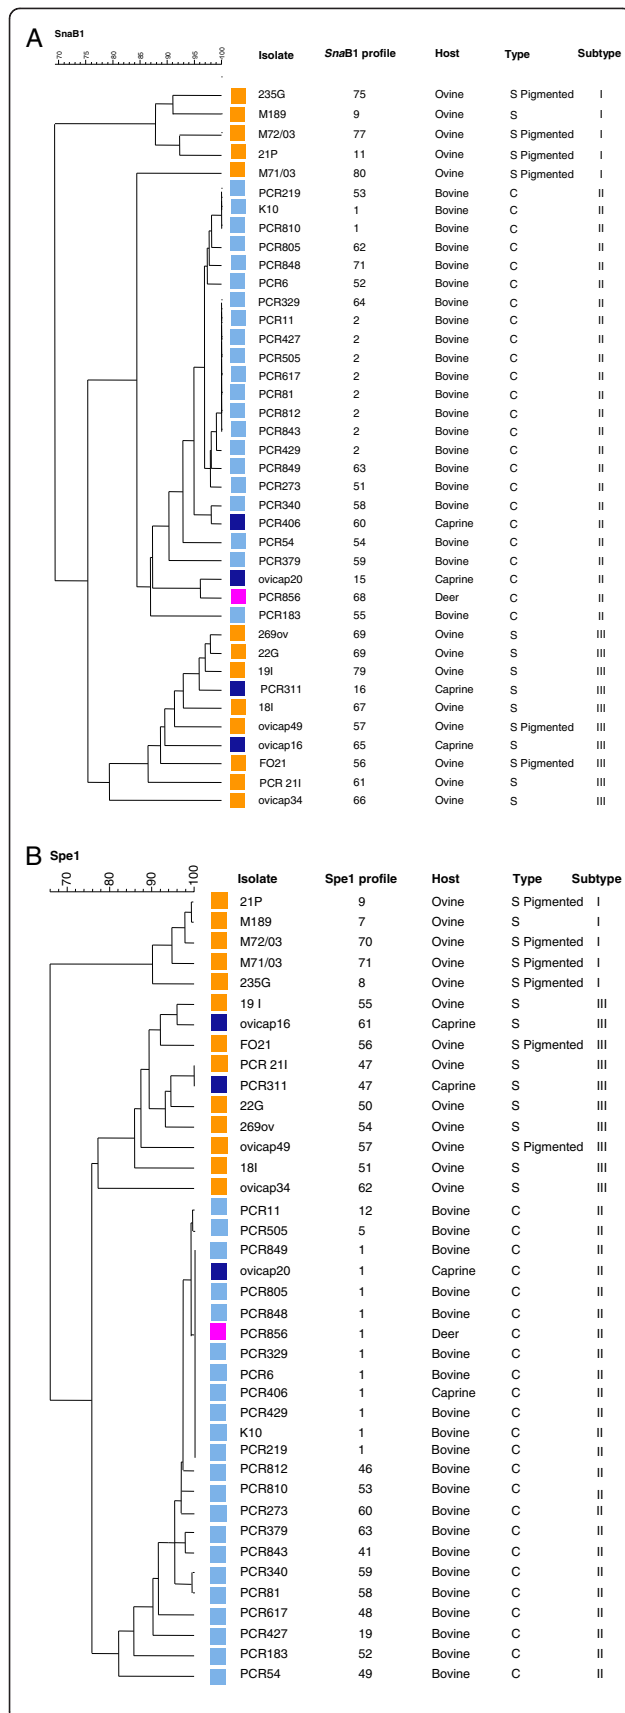 A SnaB1
70 80 90 100
Isolate SnaB1 profile Host Type Subtype
235G 75 Ovine S Pigmented I
M189 9 Ovine S I
M72/03 77 Ovine S Pigmented I
21P 11 Ovine S Pigmented I
M71/03 80 Ovine S Pigmented I
PCR219 53 Bovine C II
K10 1 Bovine C II
PCR810 1 Bovine C II
PCR805 62 Bovine C II
PCR848 71 Bovine C II
PCR6 52 Bovine C II
PCR329 64 Bovine C II
PCR11 2 Bovine C II
PCR427 2 Bovine C II
PCR505 2 Bovine C II
PCR617 2 Bovine C II
PCR81 2 Bovine C II
PCR812 2 Bovine C II
PCR843 2 Bovine C II
PCR429 2 Bovine C II
PCR849 63 Bovine C II
PCR273 51 Bovine C II
PCR340 58 Bovine C II
PCR406 60 Caprine C II
PCR54 54 Bovine C II
PCR379 59 Bovine C II
ovicap20 15 Caprine C II
PCR856 68 Deer C II
PCR183 55 Bovine C II
269ov 69 Ovine S III
22G 69 Ovine S III
19I 79 Ovine S III
PCR311 16 Caprine S III
18I 67 Ovine S III
ovicap49 57 Ovine S Pigmented III
ovicap16 65 Caprine S III
FO21 56 Ovine S Pigmented III
PCR 21I 61 Ovine S III
ovicap34 66 Ovine S III
B Spe1
70 80 90 100
Isolate Spe1 profile Host Type Subtype
21P 9 Ovine S Pigmented I
M189 7 Ovine S I
M72/03 70 Ovine S Pigmented I
M71/03 71 Ovine S Pigmented I
235G 8 Ovine S Pigmented I
19 I 55 Ovine S III
ovicap16 61 Caprine S III
FO21 56 Ovine S Pigmented III
PCR 21I 47 Ovine S III
PCR311 47 Caprine S III
22G 50 Ovine S III
269ov 54 Ovine S III
ovicap49 57 Ovine S Pigmented III
18I 51 Ovine S III
ovicap34 62 Ovine S III
PCR11 12 Bovine C II
PCR505 5 Bovine C II
PCR849 1 Bovine C II
ovicap20 1 Caprine C II
PCR805 1 Bovine C II
PCR848 1 Bovine C II
PCR856 1 Deer C II
PCR329 1 Bovine C II
PCR6 1 Bovine C II
PCR406 1 Caprine C II
PCR429 1 Bovine C II
K10 1 Bovine C II
PCR219 1 Bovine C II
PCR812 46 Bovine C II
PCR810 53 Bovine C II
PCR273 60 Bovine C II
PCR379 63 Bovine C II
PCR843 41 Bovine C II
PCR340 59 Bovine C II
PCR81 58 Bovine C II
PCR617 48 Bovine C II
PCR427 19 Bovine C II
PCR183 52 Bovine C II
PCR54 49 Bovine C II